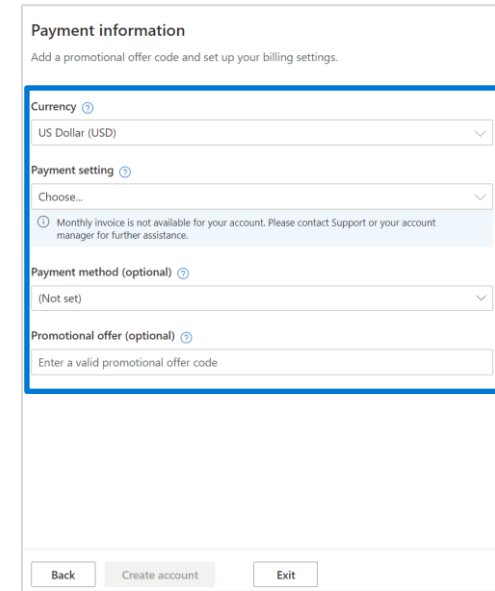 Payment information
Add a promotional offer code and set up your billing settings.
Currency
US Dollar (USD)
Payment setting
Choose...
Monthly invoice is not available for your account. Please contact Support or your account
manager for further assistance.
Payment method (optional)
(Not set)
Promotional offer (optional)
Enter a valid promotional offer code
Back Create account Exit